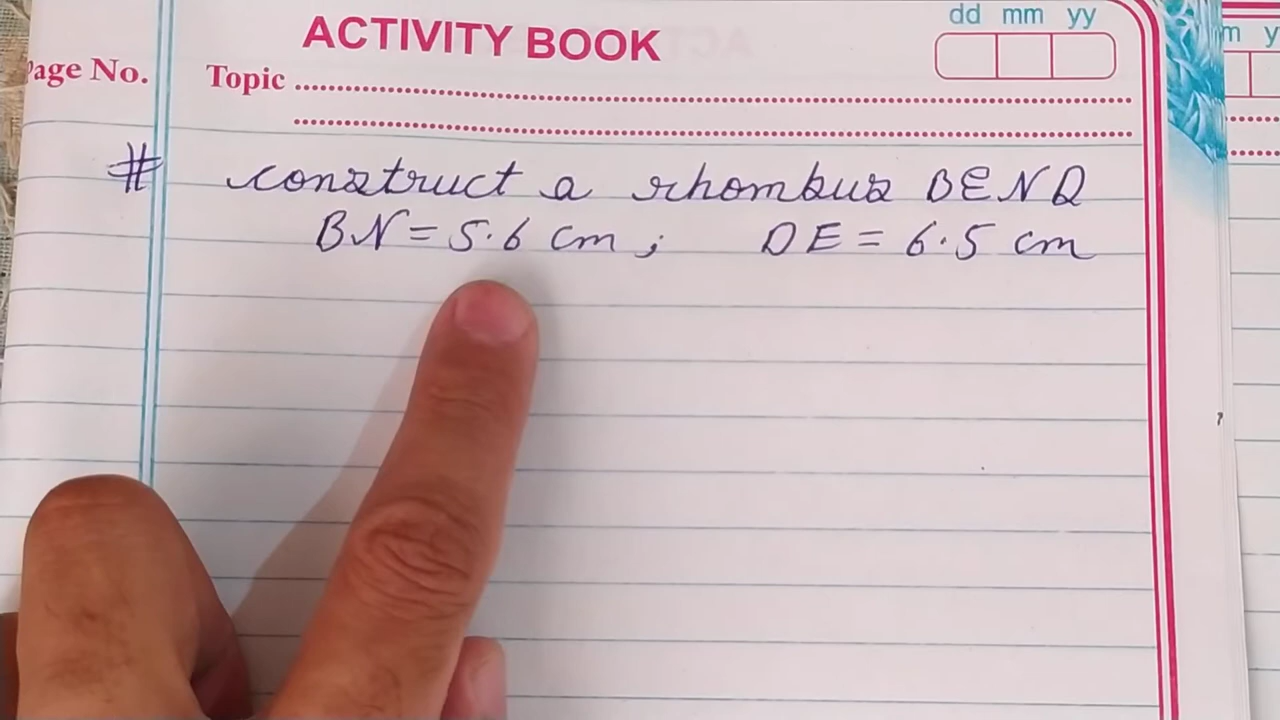 ACTIVITY BOOK
dd mm yy
Page No.
Topic
# construct a rhombus BEND
BN = 5.6 cm ; DE = 6.5 cm